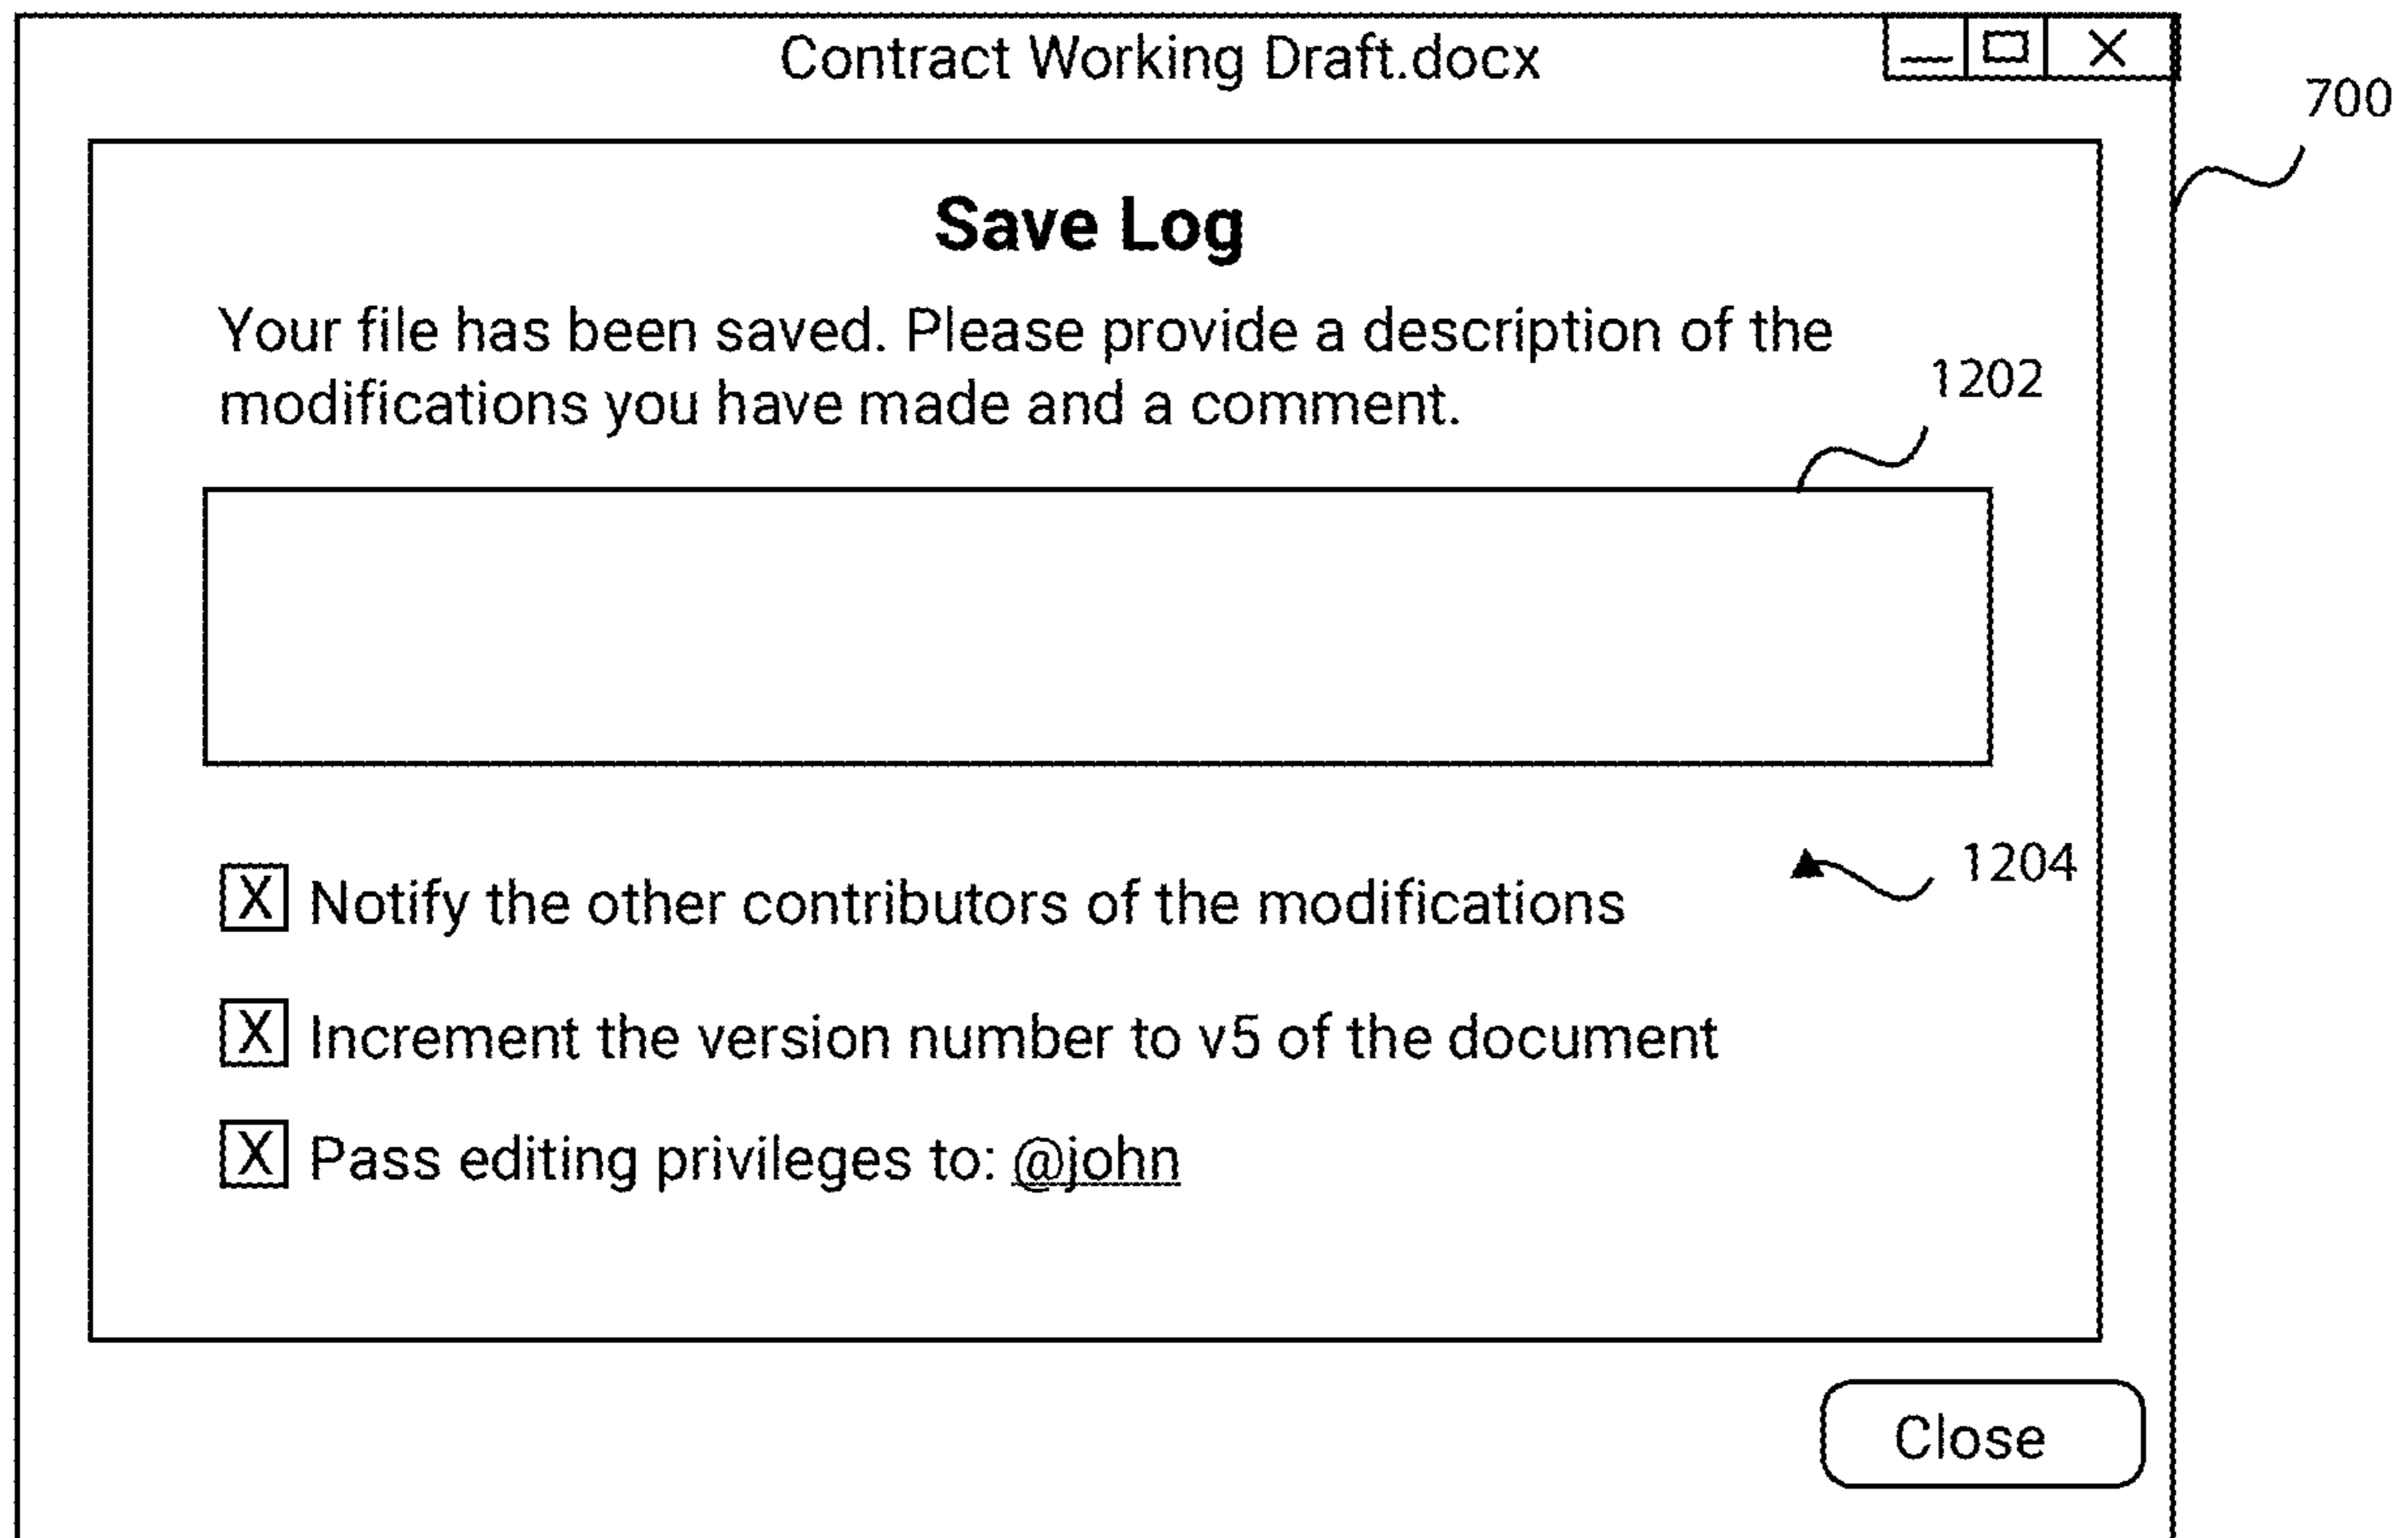 Contract Working Draft.docx
700
Save Log
Your file has been saved. Please provide a description of the
modifications you have made and a comment.
1202
1204
X Notify the other contributors of the modifications
X Increment the version number to v5 of the document
X Pass editing privileges to: @john
Close